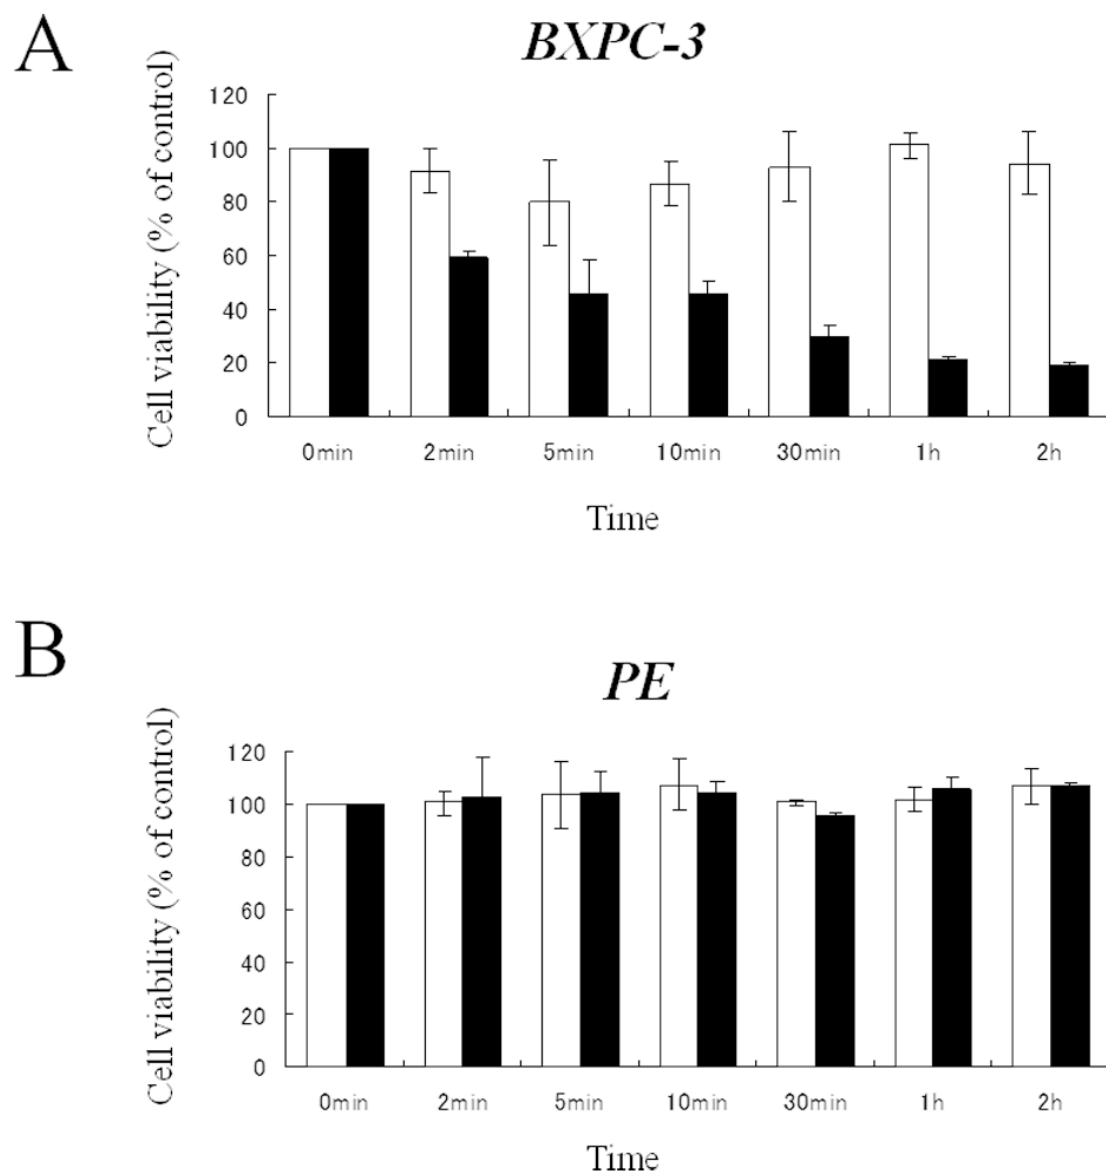 A
BXPC-3
Cell viability (% of control)
120
100
80
60
40
20
0
0min 2min 5min 10min 30min 1h 2h
Time
B
PE
Cell viability (% of control)
120
100
80
60
40
20
0
0min 2min 5min 10min 30min 1h 2h
Time